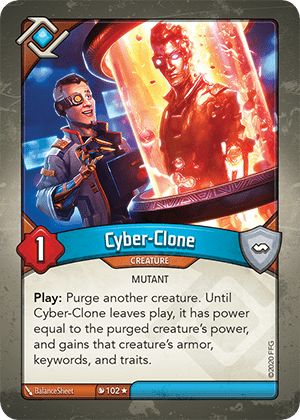 Cyber-Clone
CREATURE
1
MUTANT
Play: Purge another creature. Until
Cyber-Clone leaves play, it has power
equal to the purged creature's power,
and gains that creature's armor,
keywords, and traits.
BalanceSheet
102★
©2020 FFG